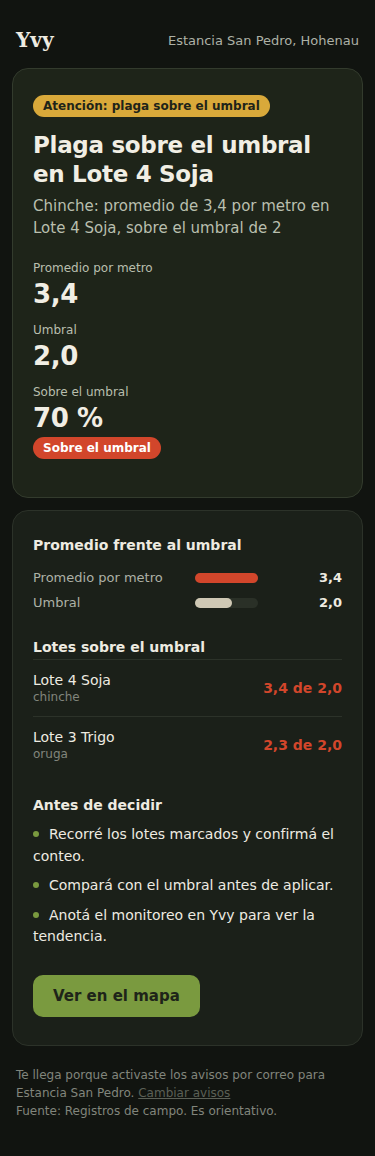 Yvy
Estancia San Pedro, Hohenau
Atención: plaga sobre el umbral
Plaga sobre el umbral
en Lote 4 Soja
Chinche: promedio de 3,4 por metro en
Lote 4 Soja, sobre el umbral de 2
Promedio por metro
3,4
Umbral
2,0
Sobre el umbral
70 %
Sobre el umbral
Promedio frente al umbral
Promedio por metro 3,4
Umbral 2,0
Lotes sobre el umbral
Lote 4 Soja
chinche
3,4 de 2,0
Lote 3 Trigo
oruga
2,3 de 2,0
Antes de decidir
Recorré los lotes marcados y confirmá el
conteo.
Compará con el umbral antes de aplicar.
Anotá el monitoreo en Yvy para ver la
tendencia.
Ver en el mapa
Te llega porque activaste los avisos por correo para
Estancia San Pedro. Cambiar avisos
Fuente: Registros de campo. Es orientativo.